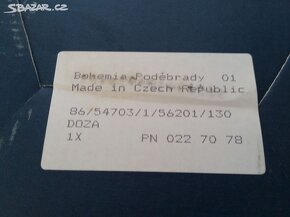 Sbazar.cz
Bohemia Poděbrady 01
Made in Czech Republic
86/54703/1/56201/130
DOZA
1X PN 022 70 78